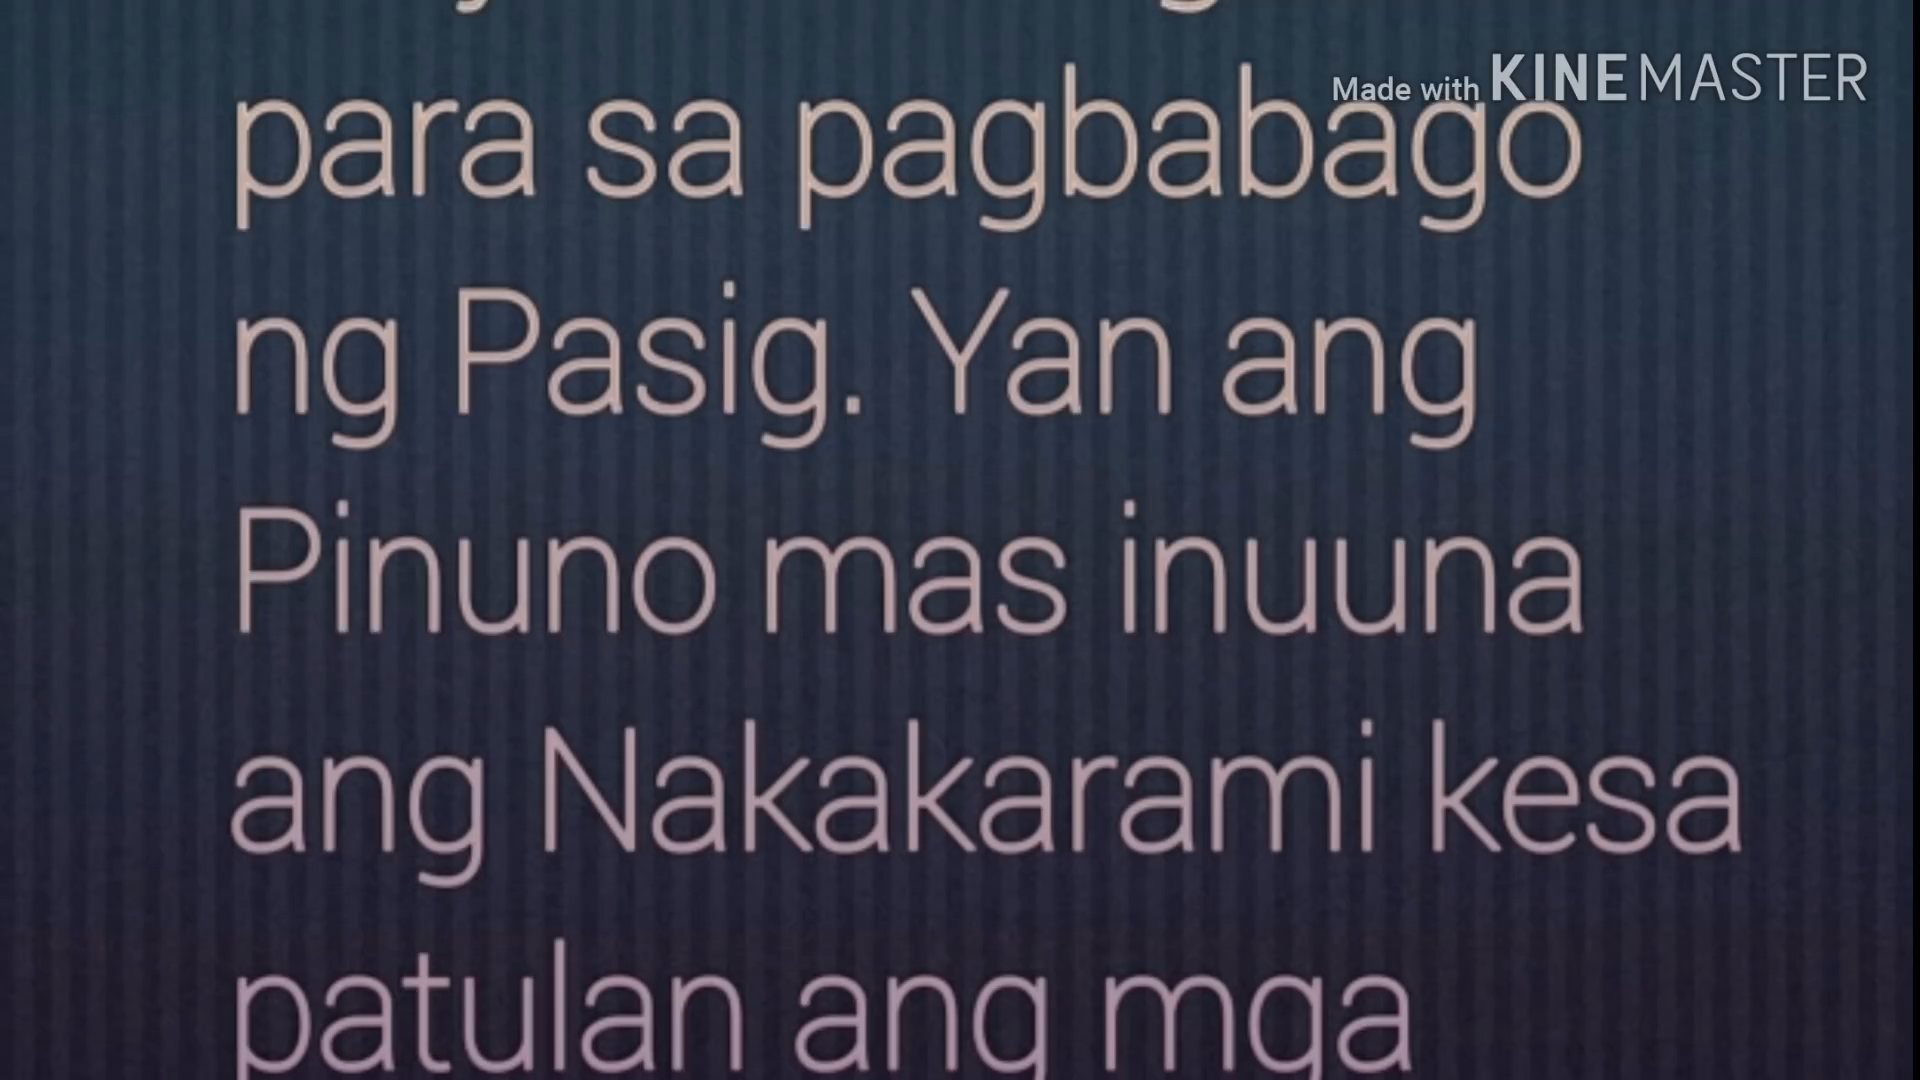 Made with KINEMASTER
para sa pagbabago
ng Pasig. Yan ang
Pinuno mas inuuna
ang Nakakarami kesa
patulan ang mga